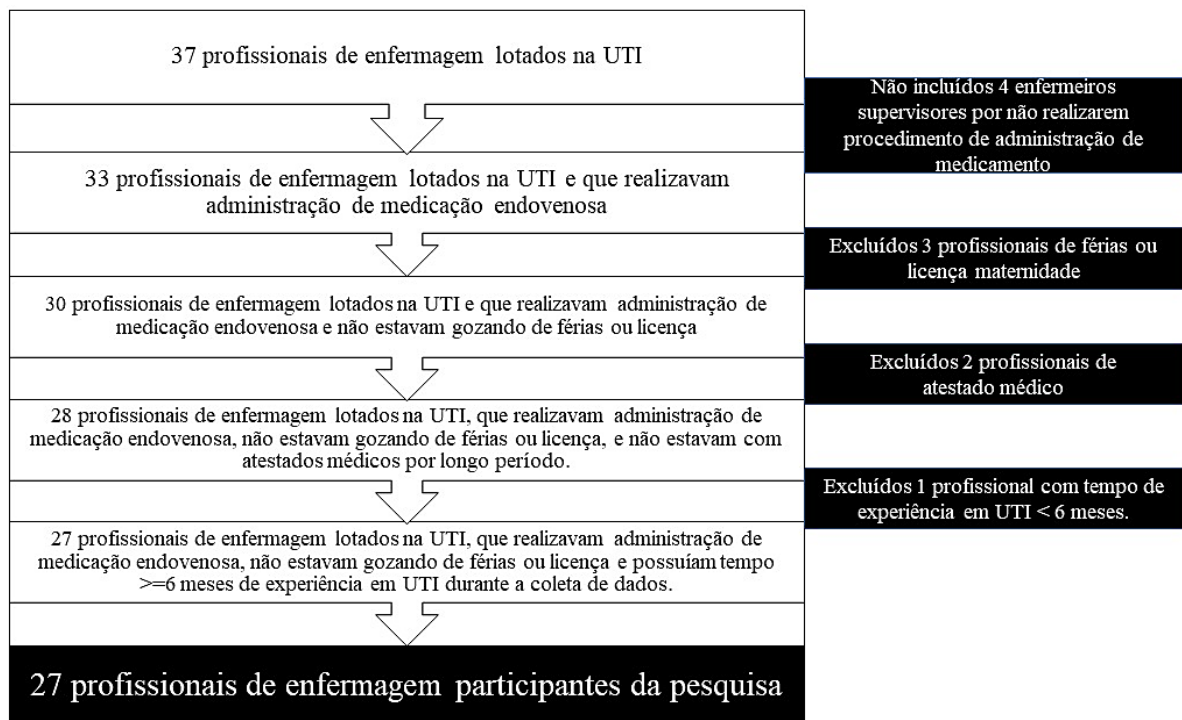 37 profissionais de enfermagem lotados na UTI
Não incluídos 4 enfermeiros
supervisores por não realizarem
procedimento de administração de
medicamento
33 profissionais de enfermagem lotados na UTI e que realizavam
administração de medicação endovenosa
Excluídos 3 profissionais de férias ou
licença maternidade
30 profissionais de enfermagem lotados na UTI e que realizavam administração de
medicação endovenosa e não estavam gozando de férias ou licença
Excluídos 2 profissionais de
atestado médico
28 profissionais de enfermagem lotados na UTI, que realizavam administração de
medicação endovenosa, não estavam gozando de férias ou licença, e não estavam com
atestados médicos por longo período.
Excluídos 1 profissional com tempo de
experiência em UTI < 6 meses.
27 profissionais de enfermagem lotados na UTI, que realizavam administração de
medicação endovenosa, não estavam gozando de férias ou licença e possuíam tempo
>=6 meses de experiência em UTI durante a coleta de dados.
27 profissionais de enfermagem participantes da pesquisa